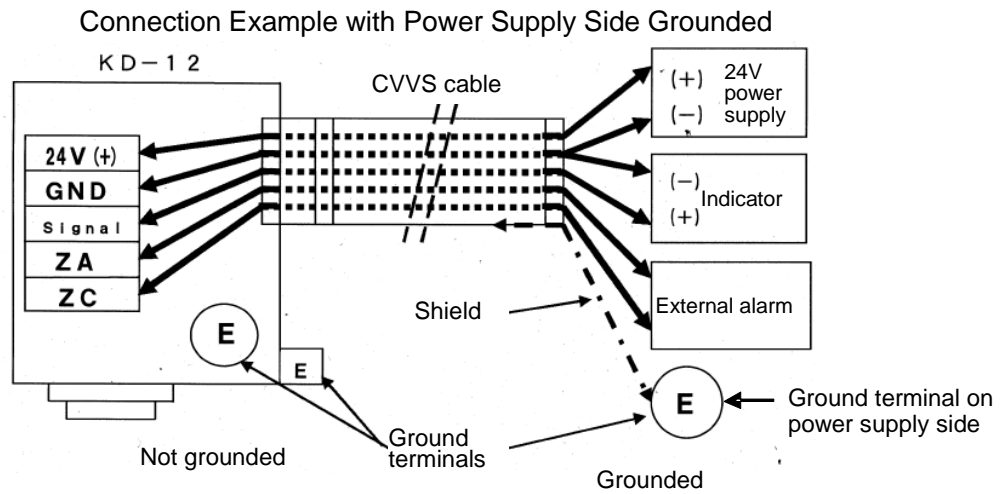 Connection Example with Power Supply Side Grounded
KD-12
CVVS cable
(+) 24V
power
(-) supply
24V (+)
GND
Signal
ZA
ZC
(-)
Indicator
(+)
External alarm
Shield
E
E
E
Ground terminal on
power supply side
Ground
terminals
Not grounded
Grounded